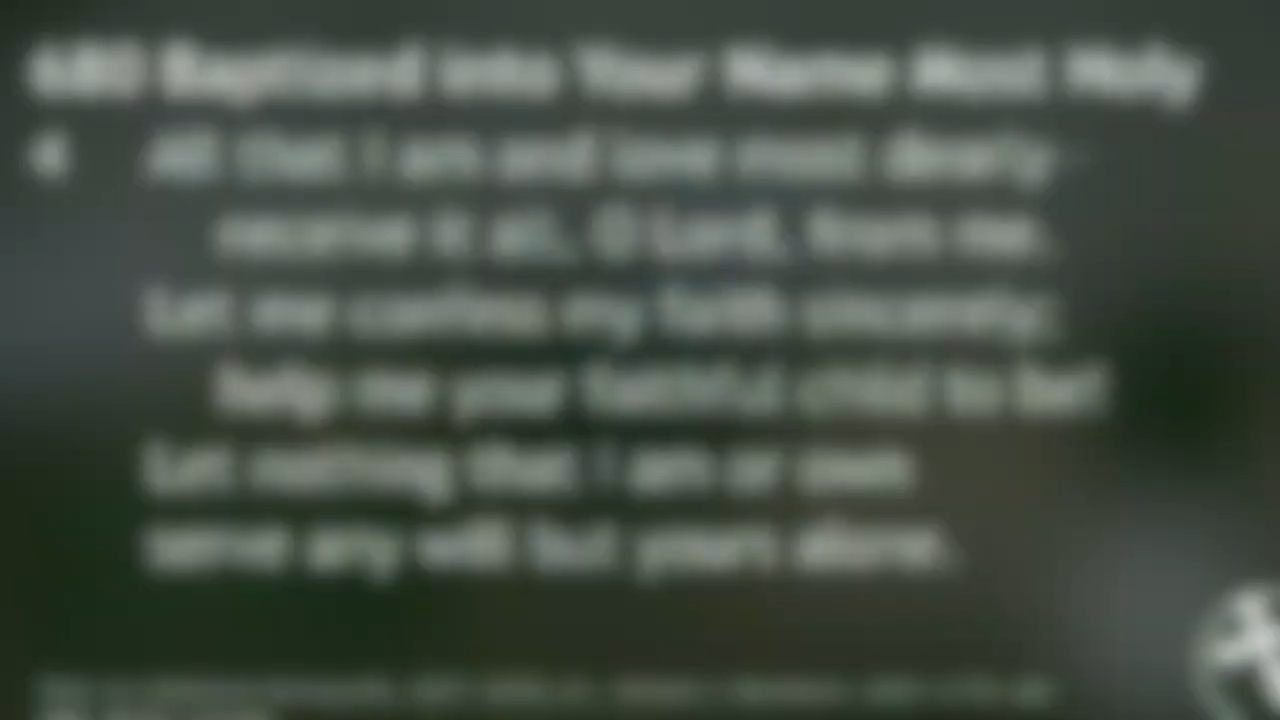 680 Baptized into Your Name Most Holy
4 All that I am and love most dearly–
receive it all, O Lord, from me.
Let me confess my faith sincerely;
help me your faithful child to be!
Let nothing that I am or own
serve any will but yours alone.